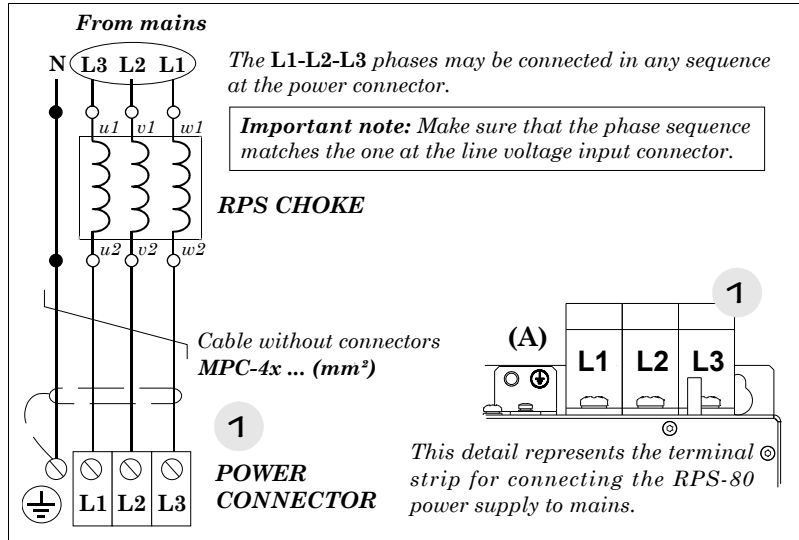 From mains
N L3 L2 L1
The L1-L2-L3 phases may be connected in any sequence
at the power connector.
u1 v1 w1
Important note: Make sure that the phase sequence
matches the one at the line voltage input connector.
RPS CHOKE
u2 v2 w2
Cable without connectors
MPC-4x ... (mm²)
1
(A)
L1 L2 L3
1
POWER
CONNECTOR
L1 L2 L3
This detail represents the terminal
strip for connecting the RPS-80
power supply to mains.